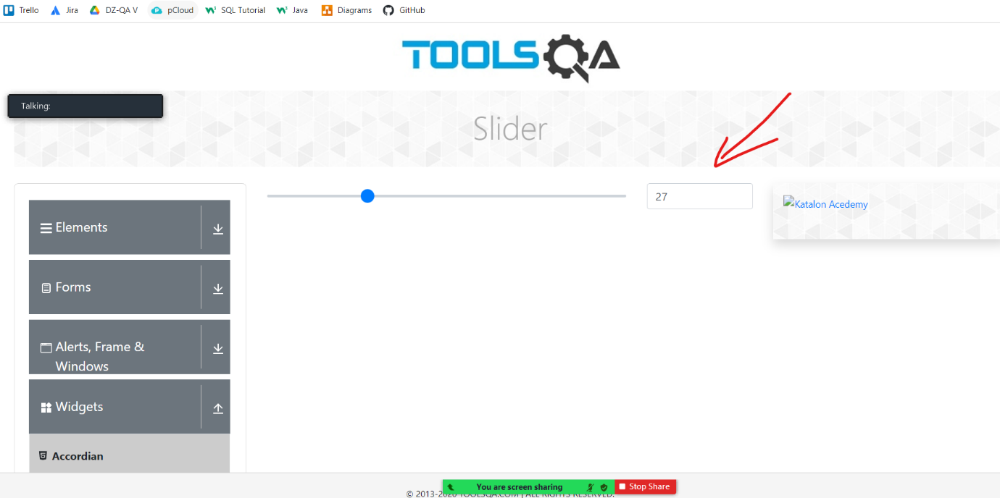 Trello Jira DZ-QA V pCloud SQL Tutorial Java Diagrams GitHub
TOOLSQA
Talking:
Slider
27
Katalon Acedemy
Elements
Forms
Alerts, Frame &
Windows
Widgets
Accordian
You are screen sharing Stop Share
© 2013-2020 TOOLSQA.COM | ALL RIGHTS RESERVED.